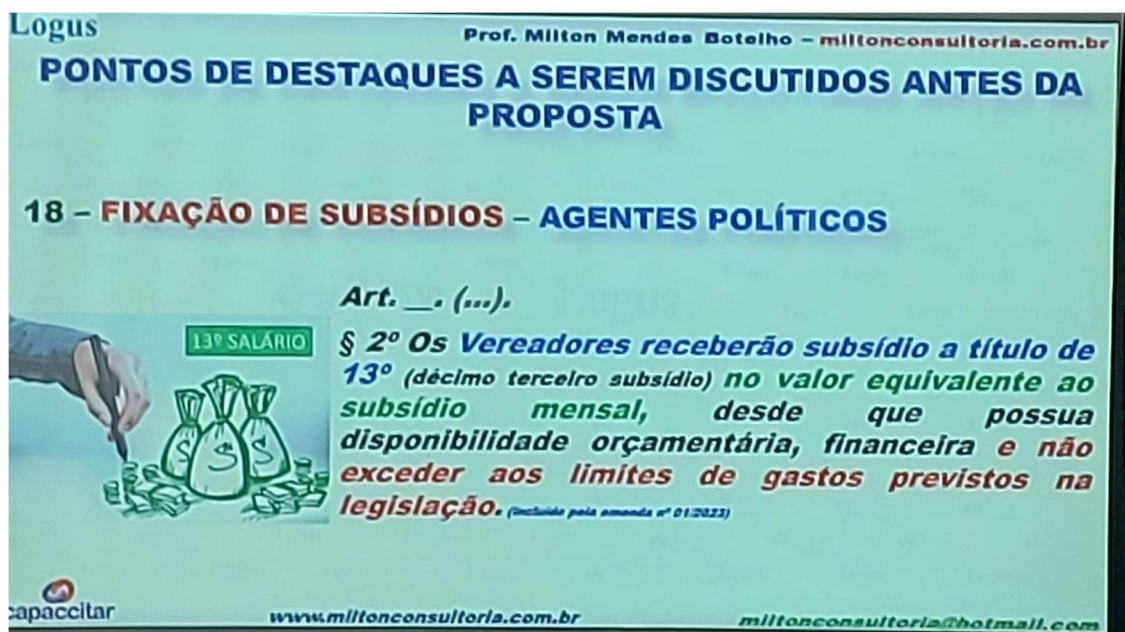 Logus
Prof. Milton Mendes Botelho – miltonconsultoria.com.br
PONTOS DE DESTAQUES A SEREM DISCUTIDOS ANTES DA
PROPOSTA
18 – FIXAÇÃO DE SUBSÍDIOS – AGENTES POLÍTICOS
Art. __. (...).
13º SALÁRIO
§ 2º Os Vereadores receberão subsídio a título de
13º (décimo terceiro subsídio) no valor equivalente ao
subsídio mensal, desde que possua
disponibilidade orçamentária, financeira e não
exceder aos limites de gastos previstos na
legislação. (incluído pela emenda nº 01/2023)
capaccitar
www.miltonconsultoria.com.br
miltonconsultoria@hotmail.com